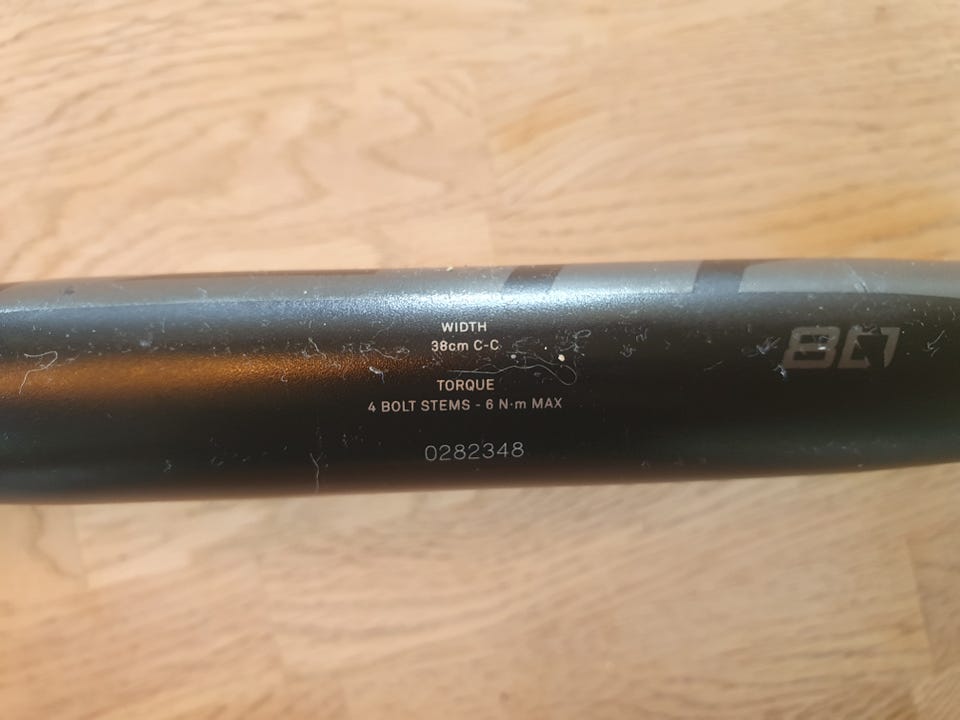 WIDTH
38cm C-C
TORQUE
4 BOLT STEMS - 6 N·m MAX
0282348